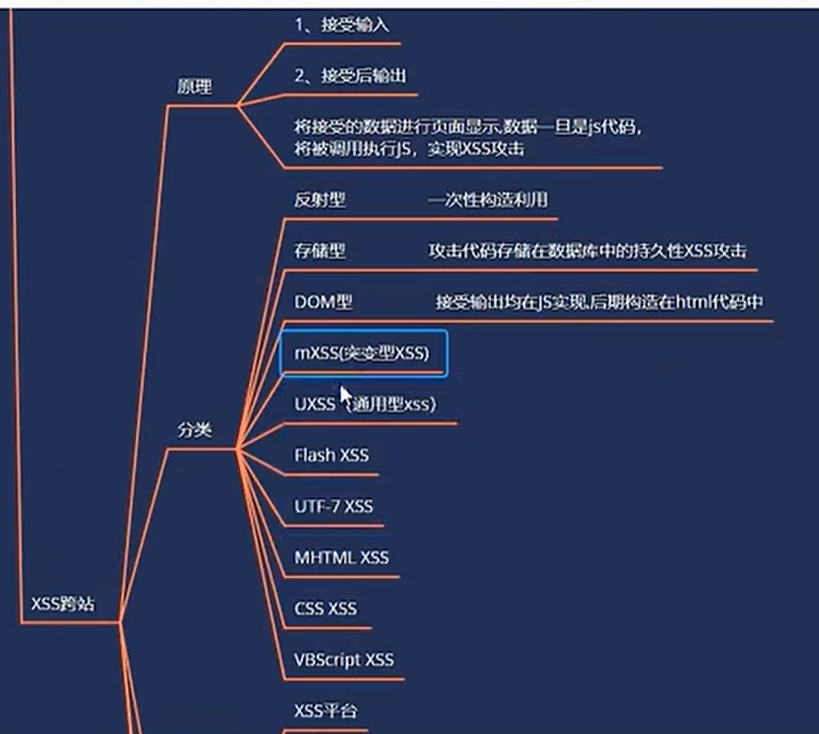 1、接受输入
2、接受后输出
原理
将接受的数据进行页面显示,数据一旦是js代码，
将被调用执行JS，实现XSS攻击
反射型 一次性构造利用
存储型 攻击代码存储在数据库中的持久性XSS攻击
DOM型 接受输出均在JS实现,后期构造在html代码中
mXSS(突变型XSS)
UXSS（通用型xss）
分类
Flash XSS
UTF-7 XSS
MHTML XSS
XSS跨站
CSS XSS
VBScript XSS
XSS平台